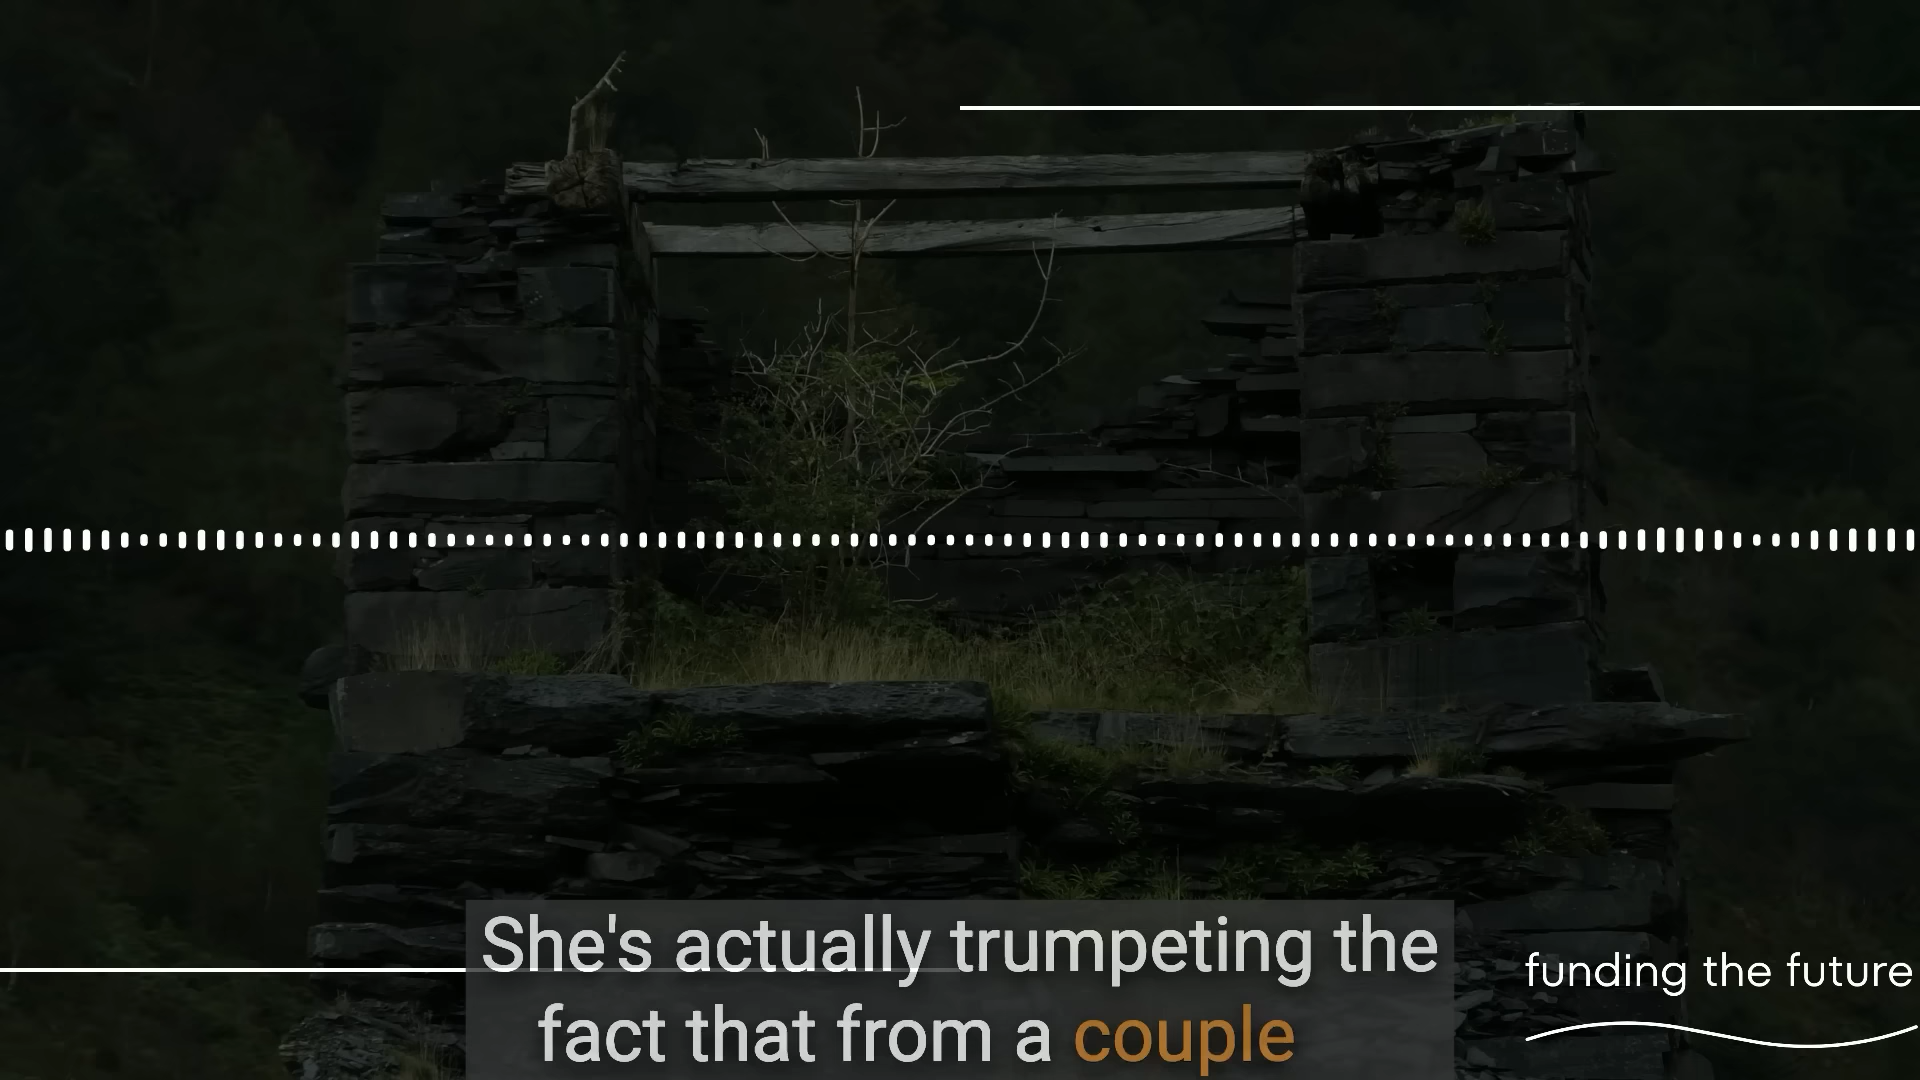 She's actually trumpeting the
fact that from a couple
funding the future